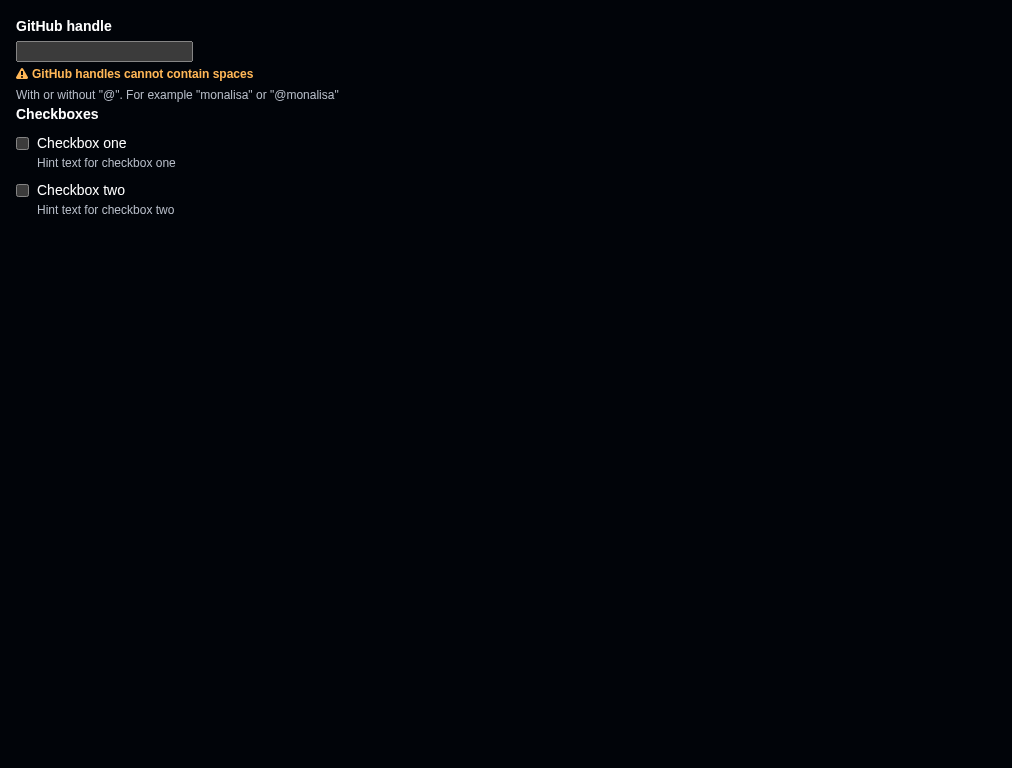 GitHub handle
GitHub handles cannot contain spaces
With or without "@". For example "monalisa" or "@monalisa"
Checkboxes
Checkbox one
Hint text for checkbox one
Checkbox two
Hint text for checkbox two